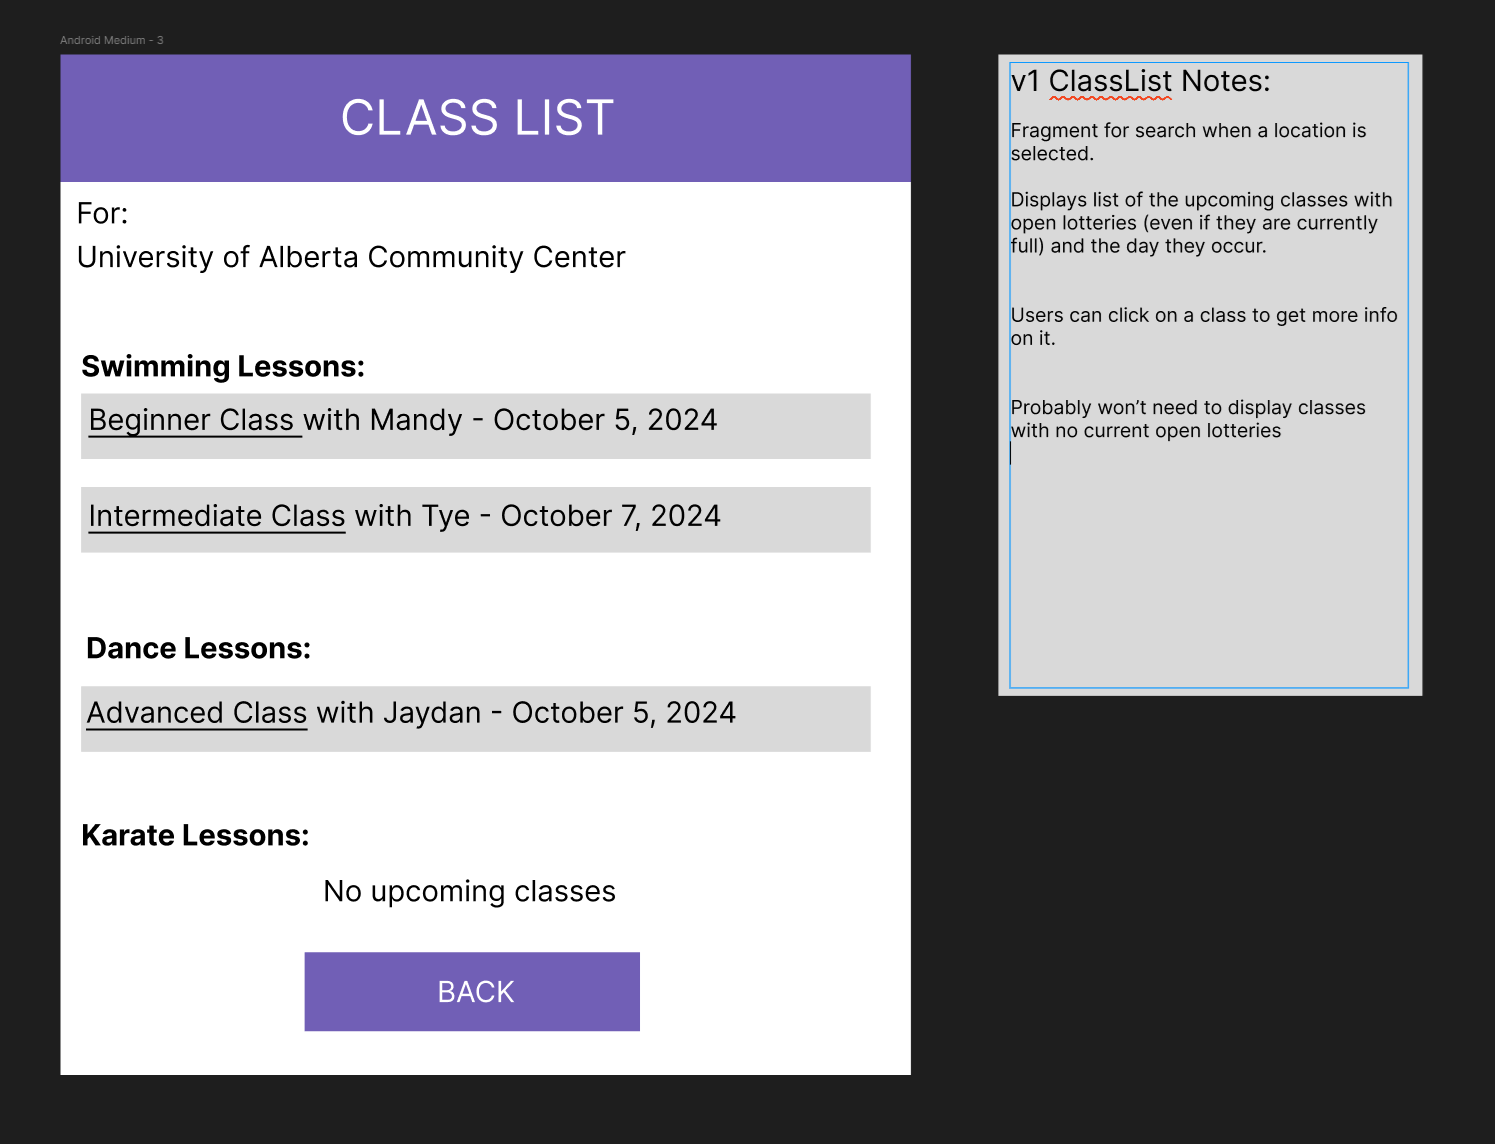 Android Medium - 3
CLASS LIST
For:
University of Alberta Community Center
Swimming Lessons:
Beginner Class with Mandy - October 5, 2024
Intermediate Class with Tye - October 7, 2024
Dance Lessons:
Advanced Class with Jaydan - October 5, 2024
Karate Lessons:
No upcoming classes
BACK
v1 ClassList Notes:
Fragment for search when a location is
selected.
Displays list of the upcoming classes with
open lotteries (even if they are currently
full) and the day they occur.
Users can click on a class to get more info
on it.
Probably won’t need to display classes
with no current open lotteries